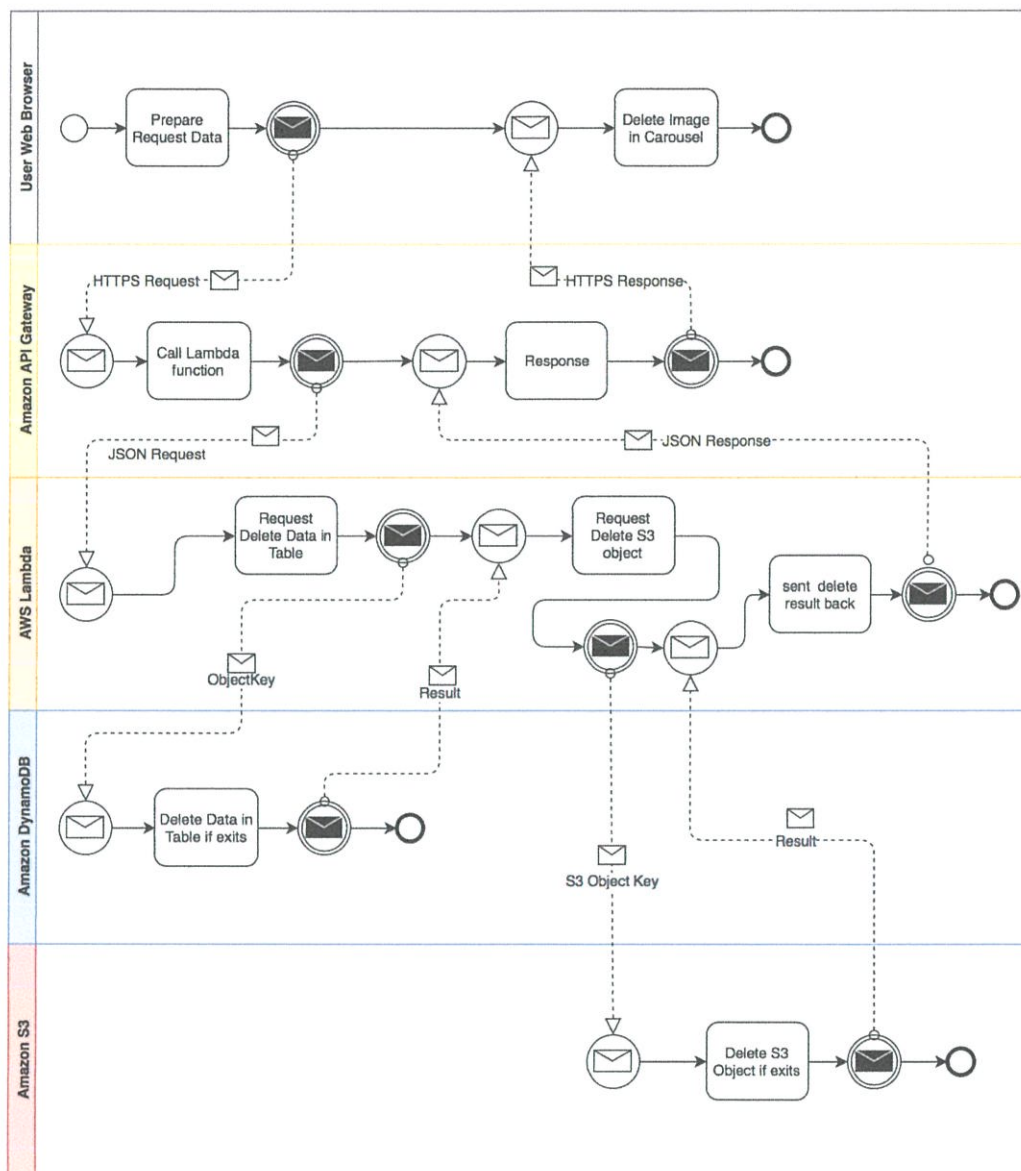 User Web Browser
Prepare
Request Data
Delete Image
in Carousel
Amazon API Gateway
HTTPS Request
HTTPS Response
Call Lambda
function
Response
JSON Request
JSON Response
AWS Lambda
Request
Delete Data in
Table
Request
Delete S3
object
sent delete
result back
ObjectKey
Result
Amazon DynamoDB
Delete Data in
Table if exits
S3 Object Key
Result
Amazon S3
Delete S3
Object if exits